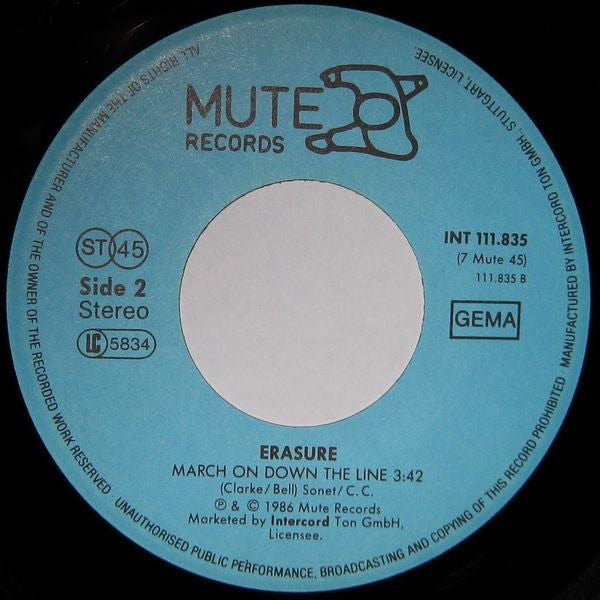 MUTE
RECORDS
ST 45
Side 2
Stereo
LC 5834
INT 111.835
(7 Mute 45)
111.835 B
GEMA
ERASURE
MARCH ON DOWN THE LINE 3:42
(Clarke/Bell) Sonet/C.C.
℗ & © 1986 Mute Records
Marketed by Intercord Ton GmbH,
Licensee.
ALL RIGHTS OF THE MANUFACTURER AND OF THE OWNER OF THE RECORDED WORK RESERVED · UNAUTHORISED PUBLIC PERFORMANCE, BROADCASTING AND COPYING OF THIS RECORD PROHIBITED · MANUFACTURED BY INTERCORD TON GMBH, STUTTGART, LICENSEE.